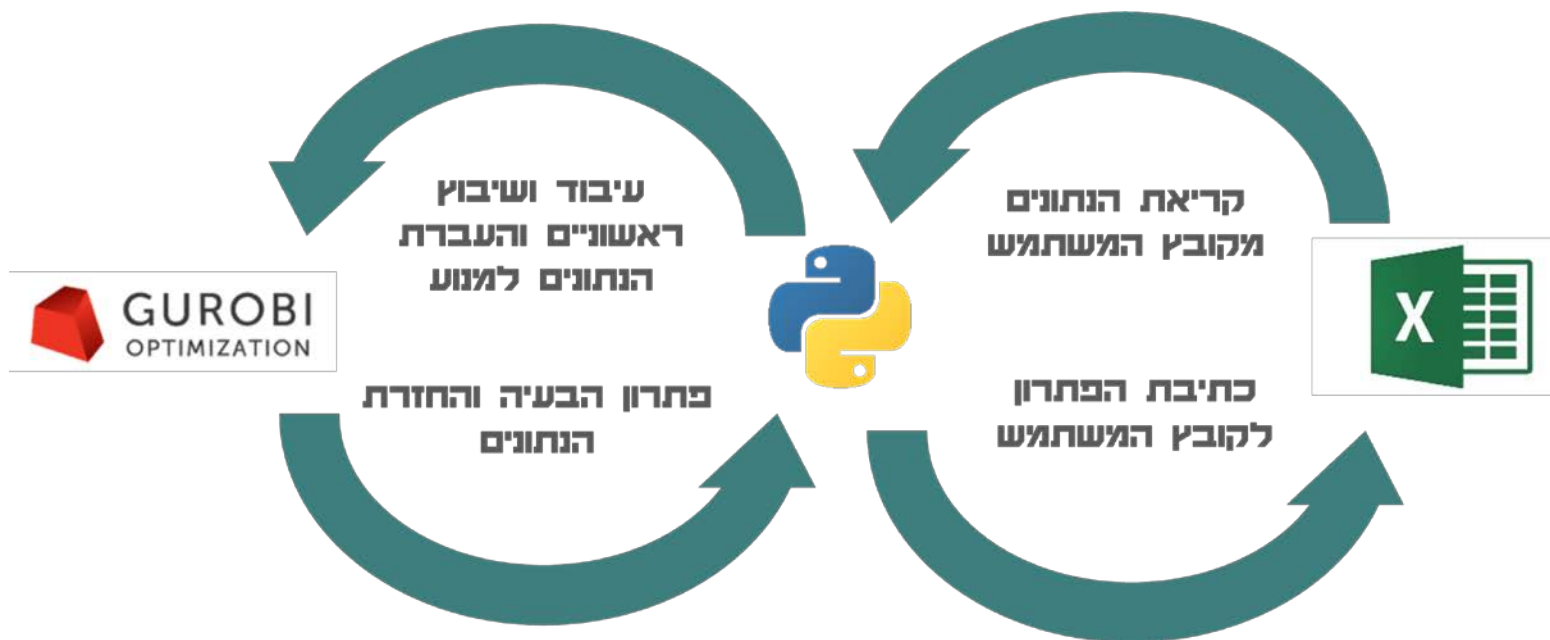 קריאת הנתונים
מקובץ המשתמש
עיבוד ושיבוץ
ראשוניים והעברת
הנתונים למנוע
GUROBI
OPTIMIZATION
X
פתרון הבעיה והחזרת
הנתונים
כתיבת הפתרון
לקובץ המשתמש